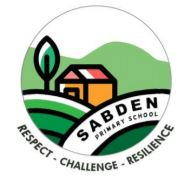 SABDEN
PRIMARY SCHOOL
RESPECT - CHALLENGE - RESILIENCE